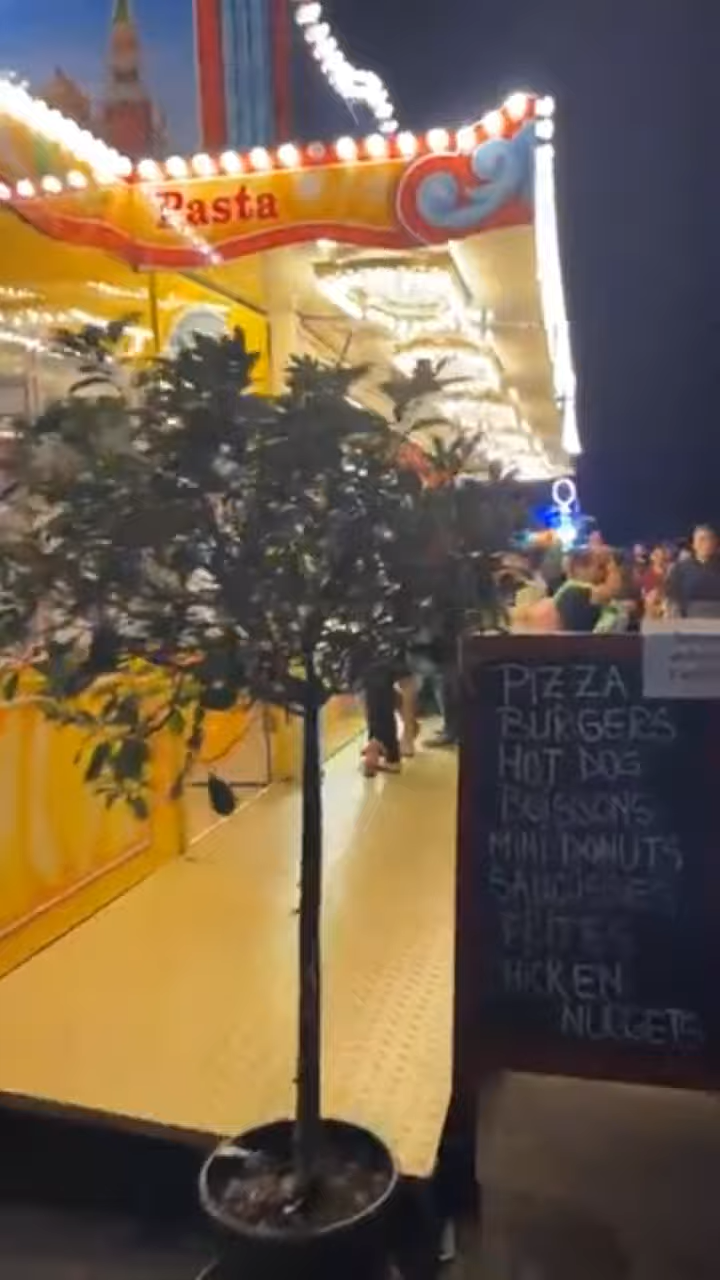 Pasta
PIZZA
BURGERS
HOT DOG
BOISSONS
MINI DONUTS
SAUCISSES
FRITES
HICKEN
NUGGETS